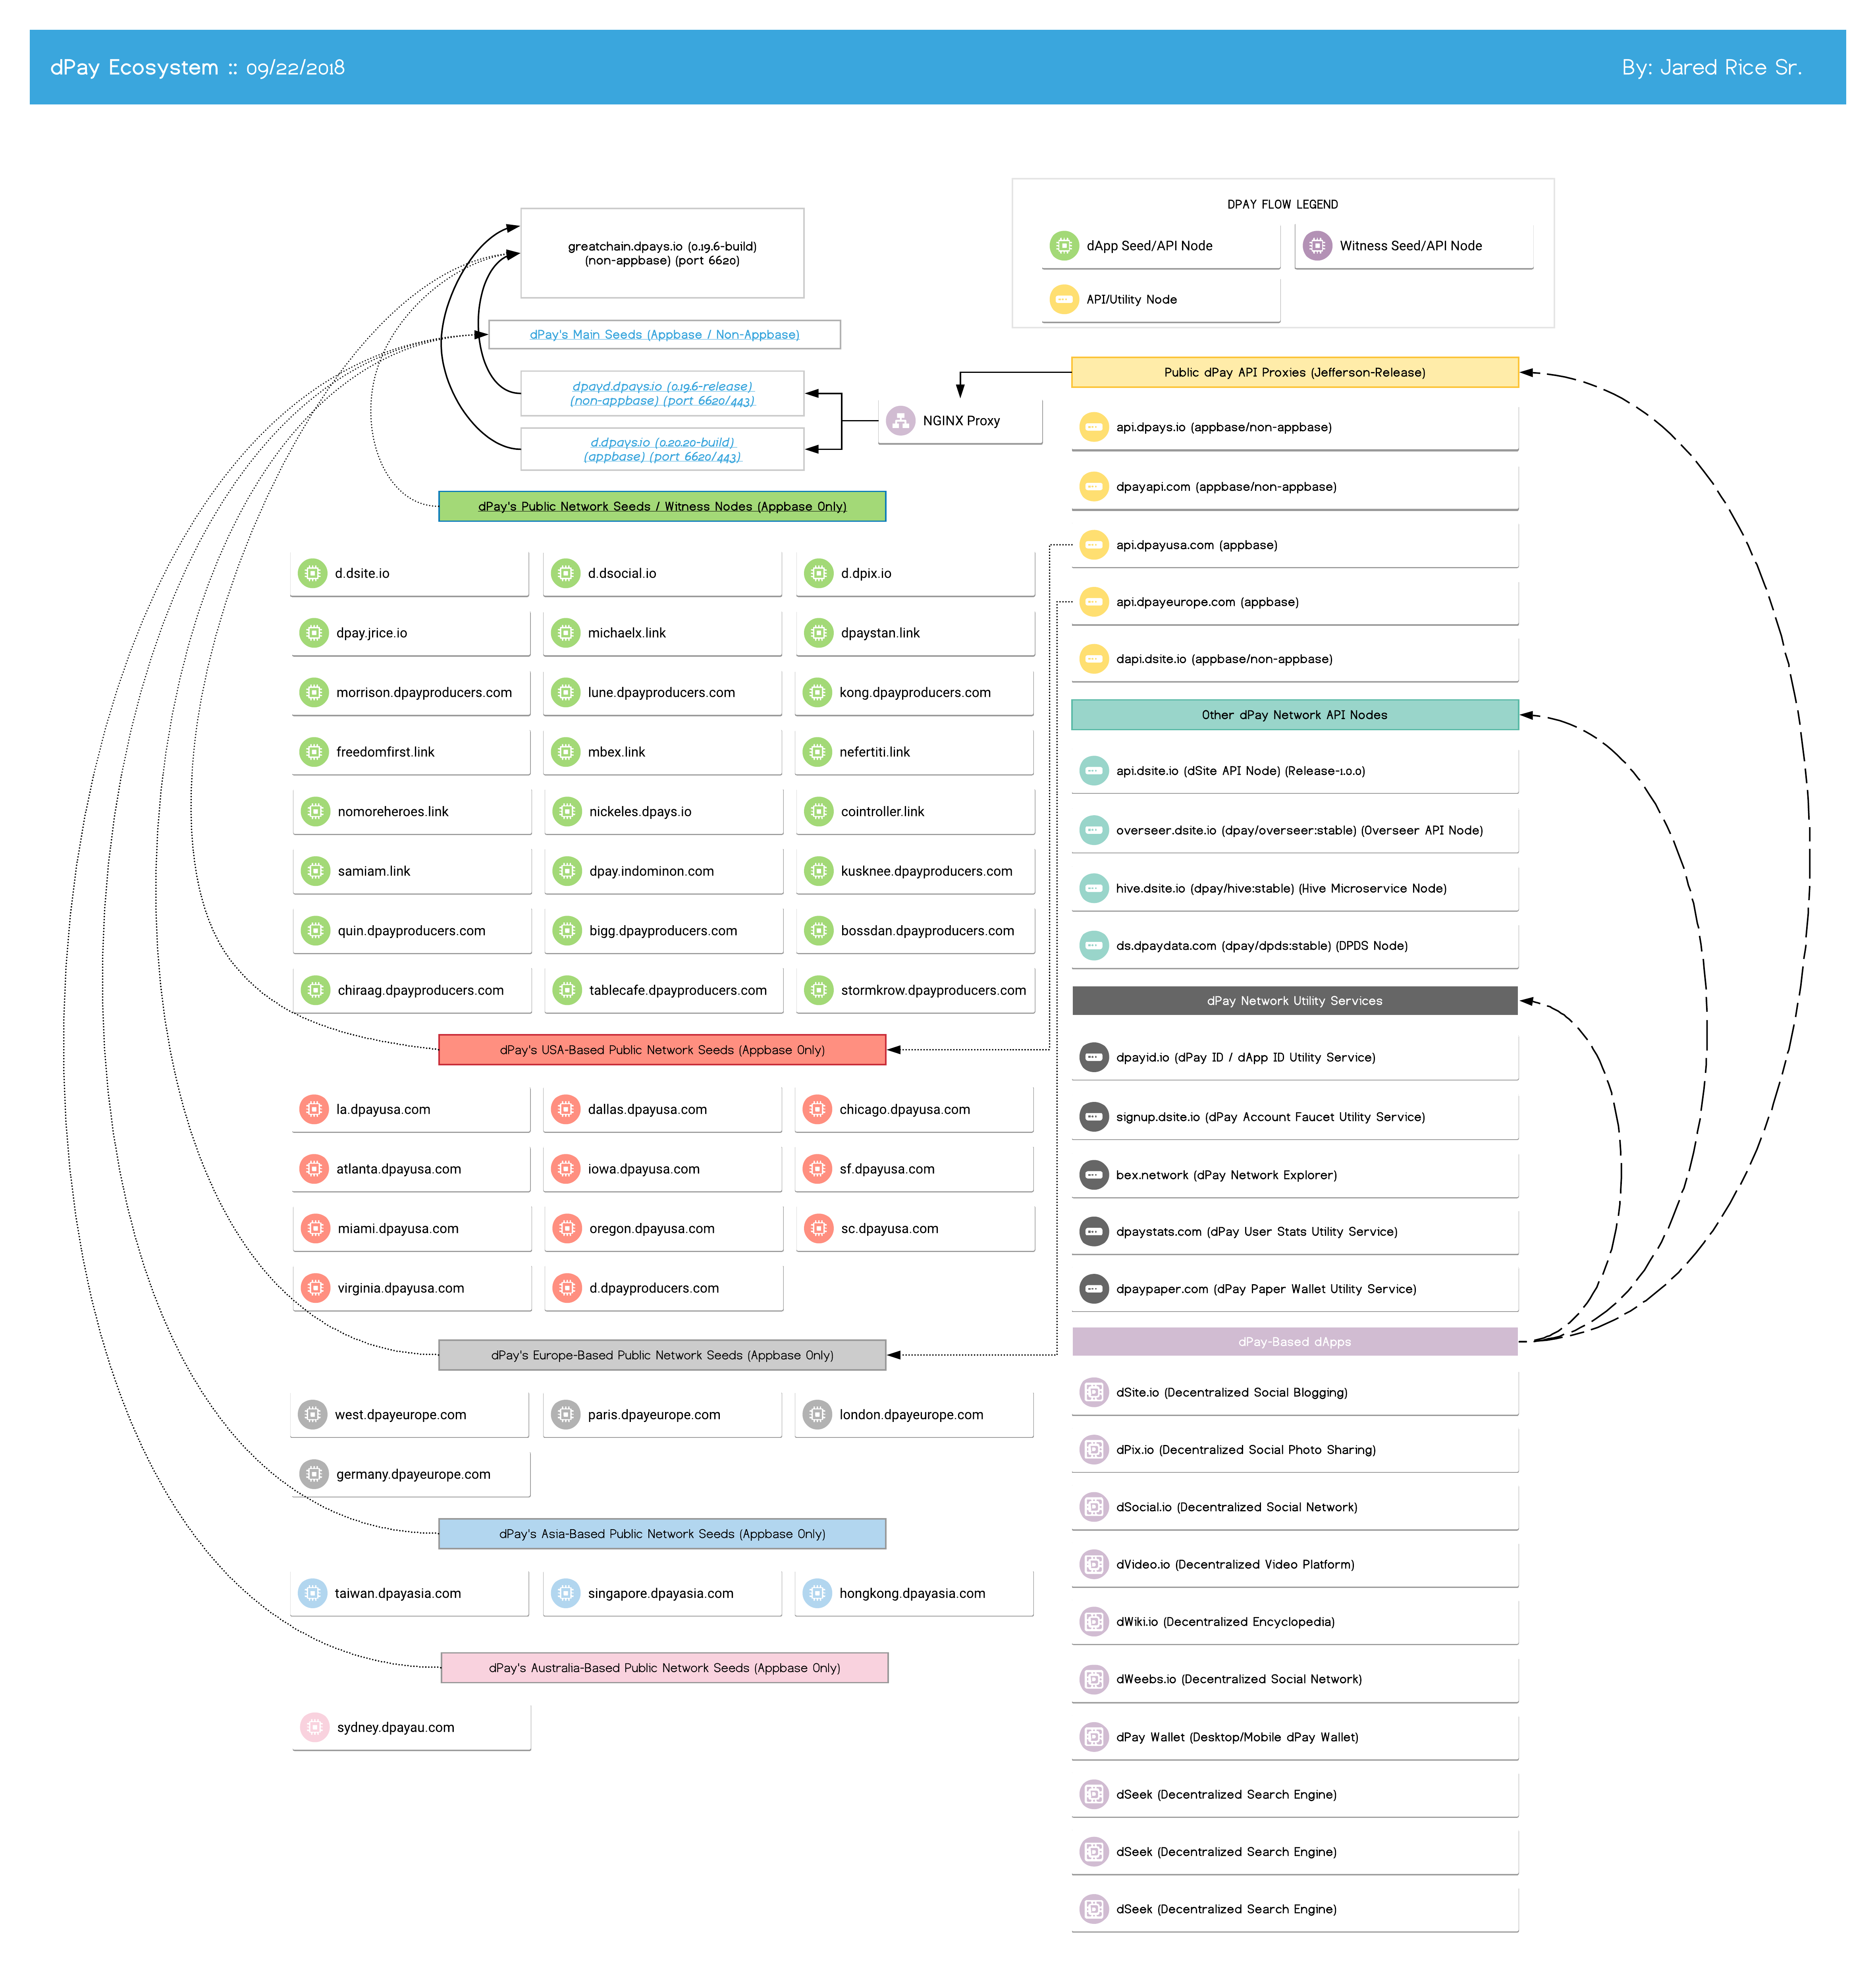 dPay Ecosystem :: 09/22/2018
By: Jared Rice Sr.
DPAY FLOW LEGEND
dApp Seed/API Node
Witness Seed/API Node
API/Utility Node
greatchain.dpays.io (0.19.6-build)
(non-appbase) (port 6620)
dPay's Main Seeds (Appbase / Non-Appbase)
dpayd.dpays.io (0.19.6-release)
(non-appbase) (port 6620/443)
d.dpays.io (0.20.20-build)
(appbase) (port 6620/443)
NGINX Proxy
dPay's Public Network Seeds / Witness Nodes (Appbase Only)
d.dsite.io
d.dsocial.io
d.dpix.io
dpay.jrice.io
michaelx.link
dpaystan.link
morrison.dpayproducers.com
lune.dpayproducers.com
kong.dpayproducers.com
freedomfirst.link
mbex.link
nefertiti.link
nomoreheroes.link
nickeles.dpays.io
cointroller.link
samiam.link
dpay.indominon.com
kusknee.dpayproducers.com
quin.dpayproducers.com
bigg.dpayproducers.com
bossdan.dpayproducers.com
chiraag.dpayproducers.com
tablecafe.dpayproducers.com
stormkrow.dpayproducers.com
dPay's USA-Based Public Network Seeds (Appbase Only)
la.dpayusa.com
dallas.dpayusa.com
chicago.dpayusa.com
atlanta.dpayusa.com
iowa.dpayusa.com
sf.dpayusa.com
miami.dpayusa.com
oregon.dpayusa.com
sc.dpayusa.com
virginia.dpayusa.com
d.dpayproducers.com
dPay's Europe-Based Public Network Seeds (Appbase Only)
west.dpayeurope.com
paris.dpayeurope.com
london.dpayeurope.com
germany.dpayeurope.com
dPay's Asia-Based Public Network Seeds (Appbase Only)
taiwan.dpayasia.com
singapore.dpayasia.com
hongkong.dpayasia.com
dPay's Australia-Based Public Network Seeds (Appbase Only)
sydney.dpayau.com
Public dPay API Proxies (Jefferson-Release)
api.dpays.io (appbase/non-appbase)
dpayapi.com (appbase/non-appbase)
api.dpayusa.com (appbase)
api.dpayeurope.com (appbase)
dapi.dsite.io (appbase/non-appbase)
Other dPay Network API Nodes
api.dsite.io (dSite API Node) (Release-1.0.0)
overseer.dsite.io (dpay/overseer:stable) (Overseer API Node)
hive.dsite.io (dpay/hive:stable) (Hive Microservice Node)
ds.dpaydata.com (dpay/dpds:stable) (DPDS Node)
dPay Network Utility Services
dpayid.io (dPay ID / dApp ID Utility Service)
signup.dsite.io (dPay Account Faucet Utility Service)
bex.network (dPay Network Explorer)
dpaystats.com (dPay User Stats Utility Service)
dpaypaper.com (dPay Paper Wallet Utility Service)
dPay-Based dApps
dSite.io (Decentralized Social Blogging)
dPix.io (Decentralized Social Photo Sharing)
dSocial.io (Decentralized Social Network)
dVideo.io (Decentralized Video Platform)
dWiki.io (Decentralized Encyclopedia)
dWeebs.io (Decentralized Social Network)
dPay Wallet (Desktop/Mobile dPay Wallet)
dSeek (Decentralized Search Engine)
dSeek (Decentralized Search Engine)
dSeek (Decentralized Search Engine)